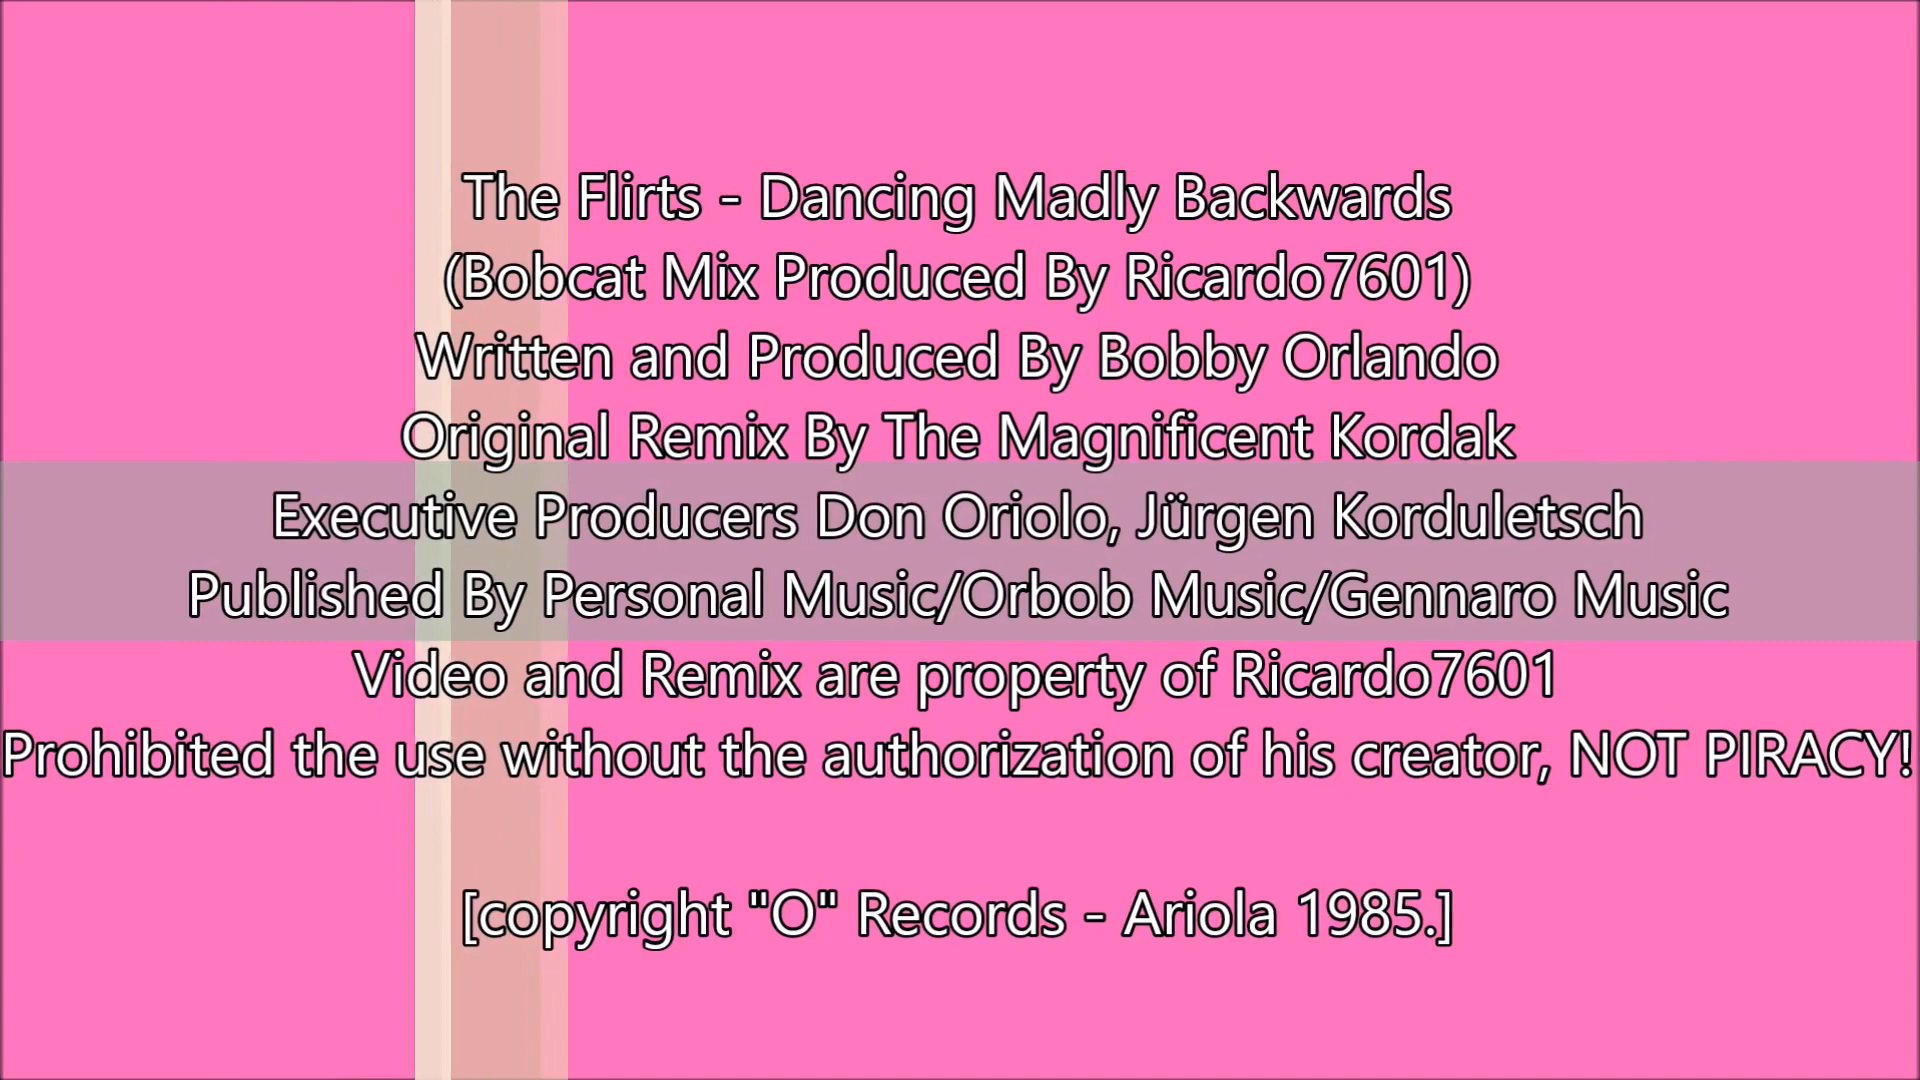 The Flirts - Dancing Madly Backwards
(Bobcat Mix Produced By Ricardo7601)
Written and Produced By Bobby Orlando
Original Remix By The Magnificent Kordak
Executive Producers Don Oriolo, Jürgen Korduletsch
Published By Personal Music/Orbob Music/Gennaro Music
Video and Remix are property of Ricardo7601
Prohibited the use without the authorization of his creator, NOT PIRACY!
[copyright "O" Records - Ariola 1985.]